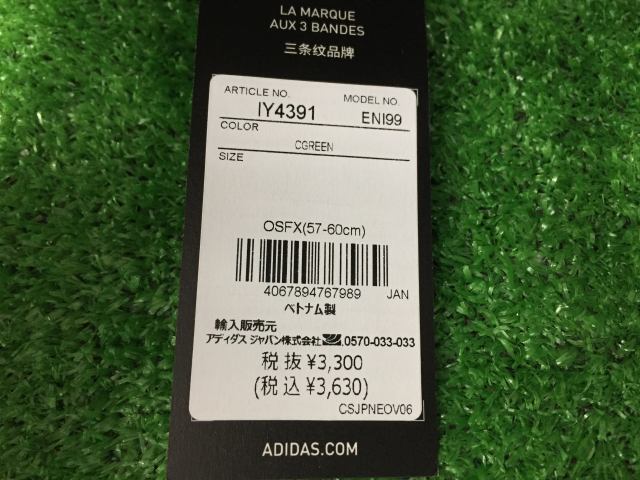 LA MARQUE
AUX 3 BANDES
三条纹品牌
ARTICLE NO.
IY4391
MODEL NO.
ENI99
COLOR
CGREEN
SIZE
OSFX(57-60cm)
4067894767989 JAN
ベトナム製
輸入販売元
アディダス ジャパン株式会社 0570-033-033
税抜¥3,300
(税込¥3,630)
CSJPNEOV06
ADIDAS.COM